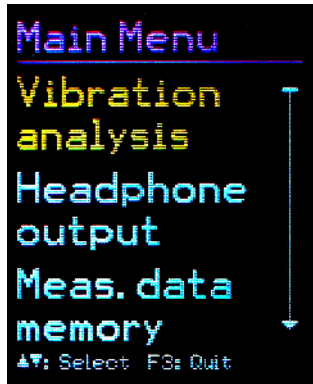 Main Menu
Vibration
analysis
Headphone
output
Meas. data
memory
▲▼: Select F3: Quit